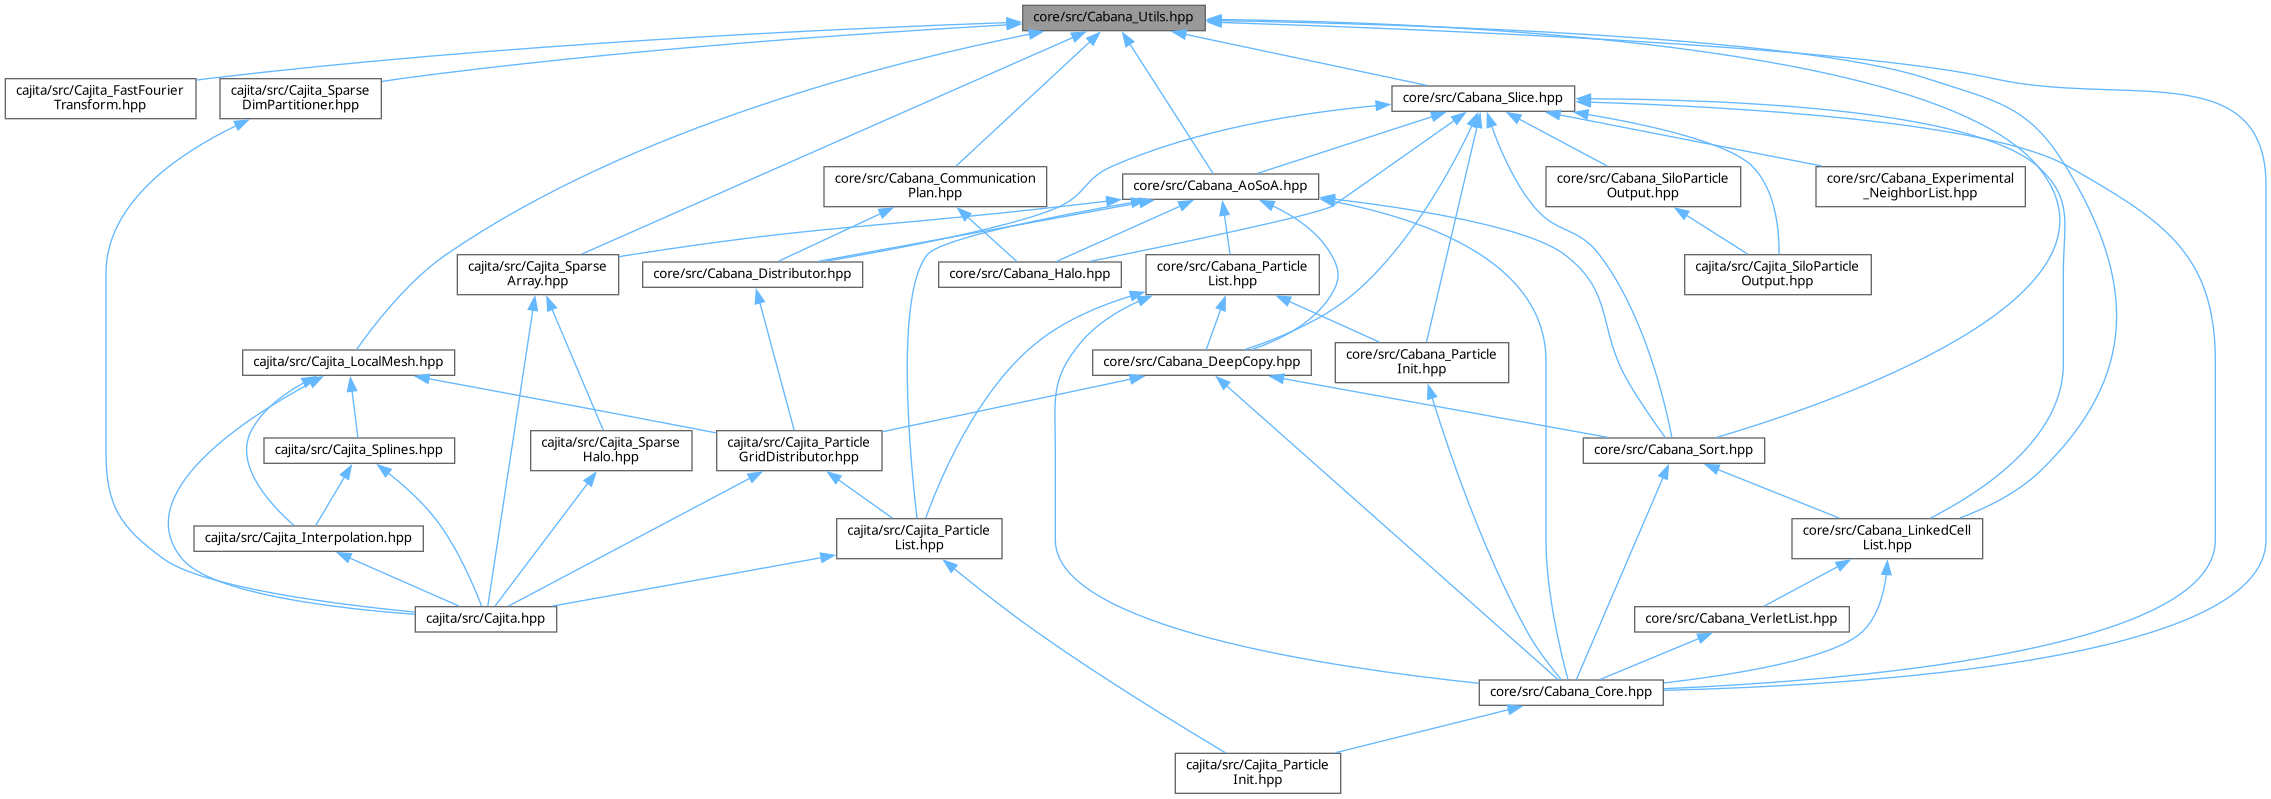 core/src/Cabana_Utils.hpp
cajita/src/Cajita_FastFourier
Transform.hpp
cajita/src/Cajita_Sparse
DimPartitioner.hpp
core/src/Cabana_Slice.hpp
core/src/Cabana_Communication
Plan.hpp
core/src/Cabana_AoSoA.hpp
core/src/Cabana_SiloParticle
Output.hpp
core/src/Cabana_Experimental
_NeighborList.hpp
cajita/src/Cajita_Sparse
Array.hpp
core/src/Cabana_Distributor.hpp
core/src/Cabana_Halo.hpp
core/src/Cabana_Particle
List.hpp
cajita/src/Cajita_SiloParticle
Output.hpp
cajita/src/Cajita_LocalMesh.hpp
core/src/Cabana_DeepCopy.hpp
core/src/Cabana_Particle
Init.hpp
cajita/src/Cajita_Splines.hpp
cajita/src/Cajita_Sparse
Halo.hpp
cajita/src/Cajita_Particle
GridDistributor.hpp
core/src/Cabana_Sort.hpp
cajita/src/Cajita_Interpolation.hpp
cajita/src/Cajita_Particle
List.hpp
core/src/Cabana_LinkedCell
List.hpp
cajita/src/Cajita.hpp
core/src/Cabana_VerletList.hpp
core/src/Cabana_Core.hpp
cajita/src/Cajita_Particle
Init.hpp